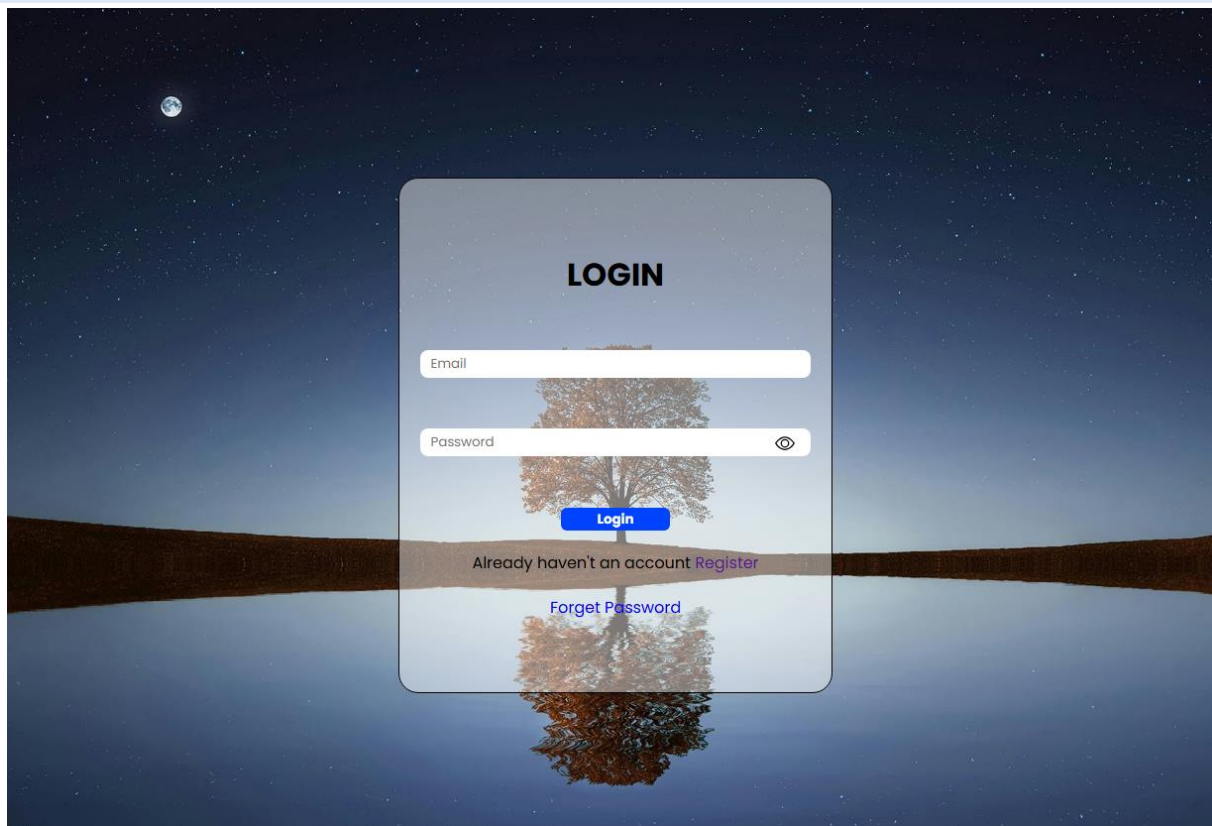 LOGIN
Email
Password
Login
Already haven't an account Register
Forget Password